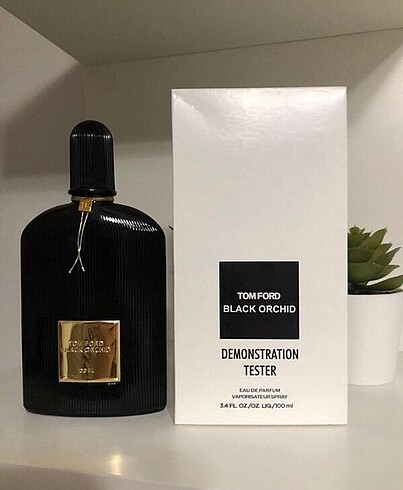 TOM FORD
BLACK ORCHID
100ML
TOM FORD
BLACK ORCHID
DEMONSTRATION
TESTER
EAU DE PARFUM
VAPORISATEUR SPRAY
3.4 FL. OZ./OZ. LIQ./100 ml